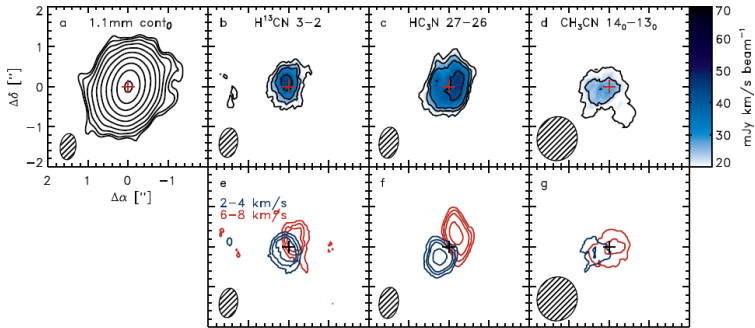 a 1.1mm cont₀
b H¹³CN 3−2
c HC₃N 27−26
d CH₃CN 14₀−13₀
2
1
0
−1
−2
Δδ ["]
2 1 0 −1
Δα ["]
70
60
50
40
30
20
mJy km/s beam⁻¹
e
2−4 km/s
6−8 km/s
f
g